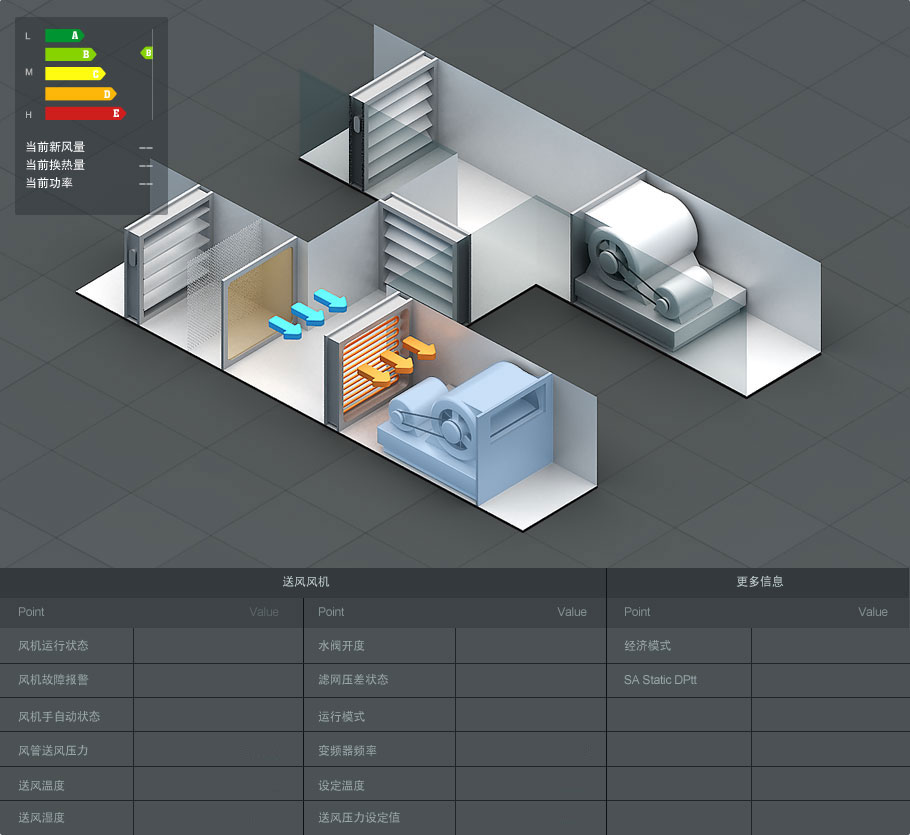 L A
B B
M C
D
H E
当前新风量 --
当前换热量 --
当前功率 --
送风风机 更多信息
Point Value Point Value Point Value
风机运行状态 水阀开度 经济模式
风机故障报警 滤网压差状态 SA Static DPtt
风机手自动状态 运行模式
风管送风压力 变频器频率
送风温度 设定温度
送风湿度 送风压力设定值